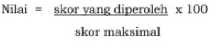 Nilai = skor yang diperoleh x 100
skor maksimal